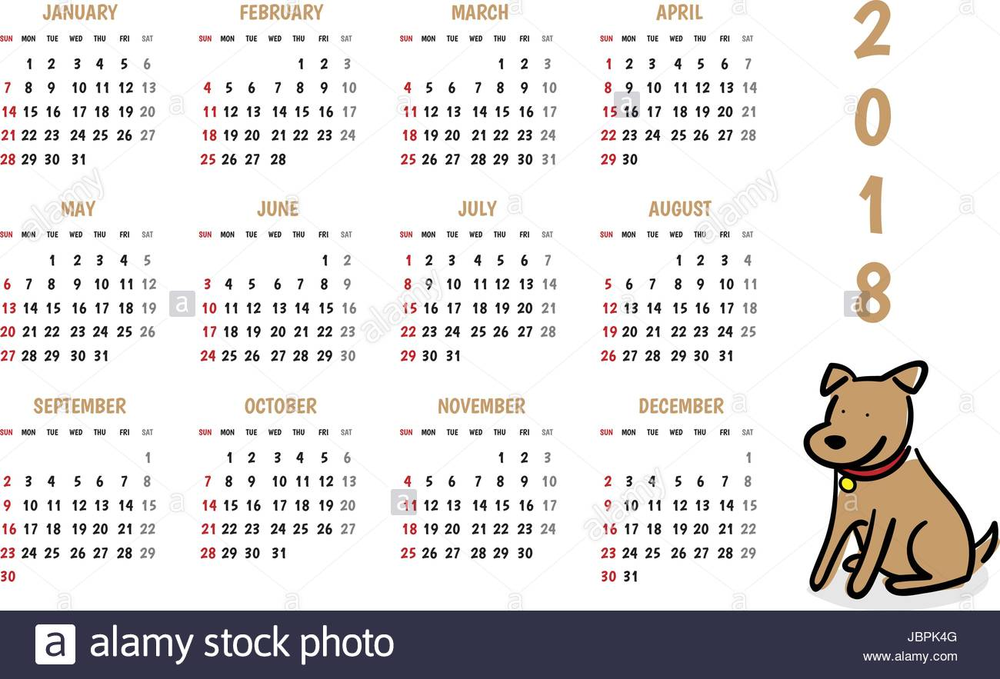 JANUARY FEBRUARY MARCH APRIL 2018
SUN MON TUE WED THU FRI SAT SUN MON TUE WED THU FRI SAT SUN MON TUE WED THU FRI SAT SUN MON TUE WED THU FRI SAT
1 2 3 4 5 6 1 2 3 1 2 3 1 2 3 4 5 6 7
7 8 9 10 11 12 13 4 5 6 7 8 9 10 4 5 6 7 8 9 10 8 9 10 11 12 13 14
14 15 16 17 18 19 20 11 12 13 14 15 16 17 11 12 13 14 15 16 17 15 16 17 18 19 20 21
21 22 23 24 25 26 27 18 19 20 21 22 23 24 18 19 20 21 22 23 24 22 23 24 25 26 27 28
28 29 30 31 25 26 27 28 25 26 27 28 29 30 31 29 30
MAY JUNE JULY AUGUST
SUN MON TUE WED THU FRI SAT SUN MON TUE WED THU FRI SAT SUN MON TUE WED THU FRI SAT SUN MON TUE WED THU FRI SAT
1 2 3 4 5 1 2 1 2 3 4 5 6 7 1 2 3 4
6 7 8 9 10 11 12 3 4 5 6 7 8 9 8 9 10 11 12 13 14 5 6 7 8 9 10 11
13 14 15 16 17 18 19 10 11 12 13 14 15 16 15 16 17 18 19 20 21 12 13 14 15 16 17 18
20 21 22 23 24 25 26 17 18 19 20 21 22 23 22 23 24 25 26 27 28 19 20 21 22 23 24 25
27 28 29 30 31 24 25 26 27 28 29 30 29 30 31 26 27 28 29 30 31
SEPTEMBER OCTOBER NOVEMBER DECEMBER
SUN MON TUE WED THU FRI SAT SUN MON TUE WED THU FRI SAT SUN MON TUE WED THU FRI SAT SUN MON TUE WED THU FRI SAT
1 1 2 3 4 5 6 1 2 3 1
2 3 4 5 6 7 8 7 8 9 10 11 12 13 4 5 6 7 8 9 10 2 3 4 5 6 7 8
9 10 11 12 13 14 15 14 15 16 17 18 19 20 11 12 13 14 15 16 17 9 10 11 12 13 14 15
16 17 18 19 20 21 22 21 22 23 24 25 26 27 18 19 20 21 22 23 24 16 17 18 19 20 21 22
23 24 25 26 27 28 29 28 29 30 31 25 26 27 28 29 30 23 24 25 26 27 28 29
30 30 31
a alamy stock photo
JBPK4G
www.alamy.com